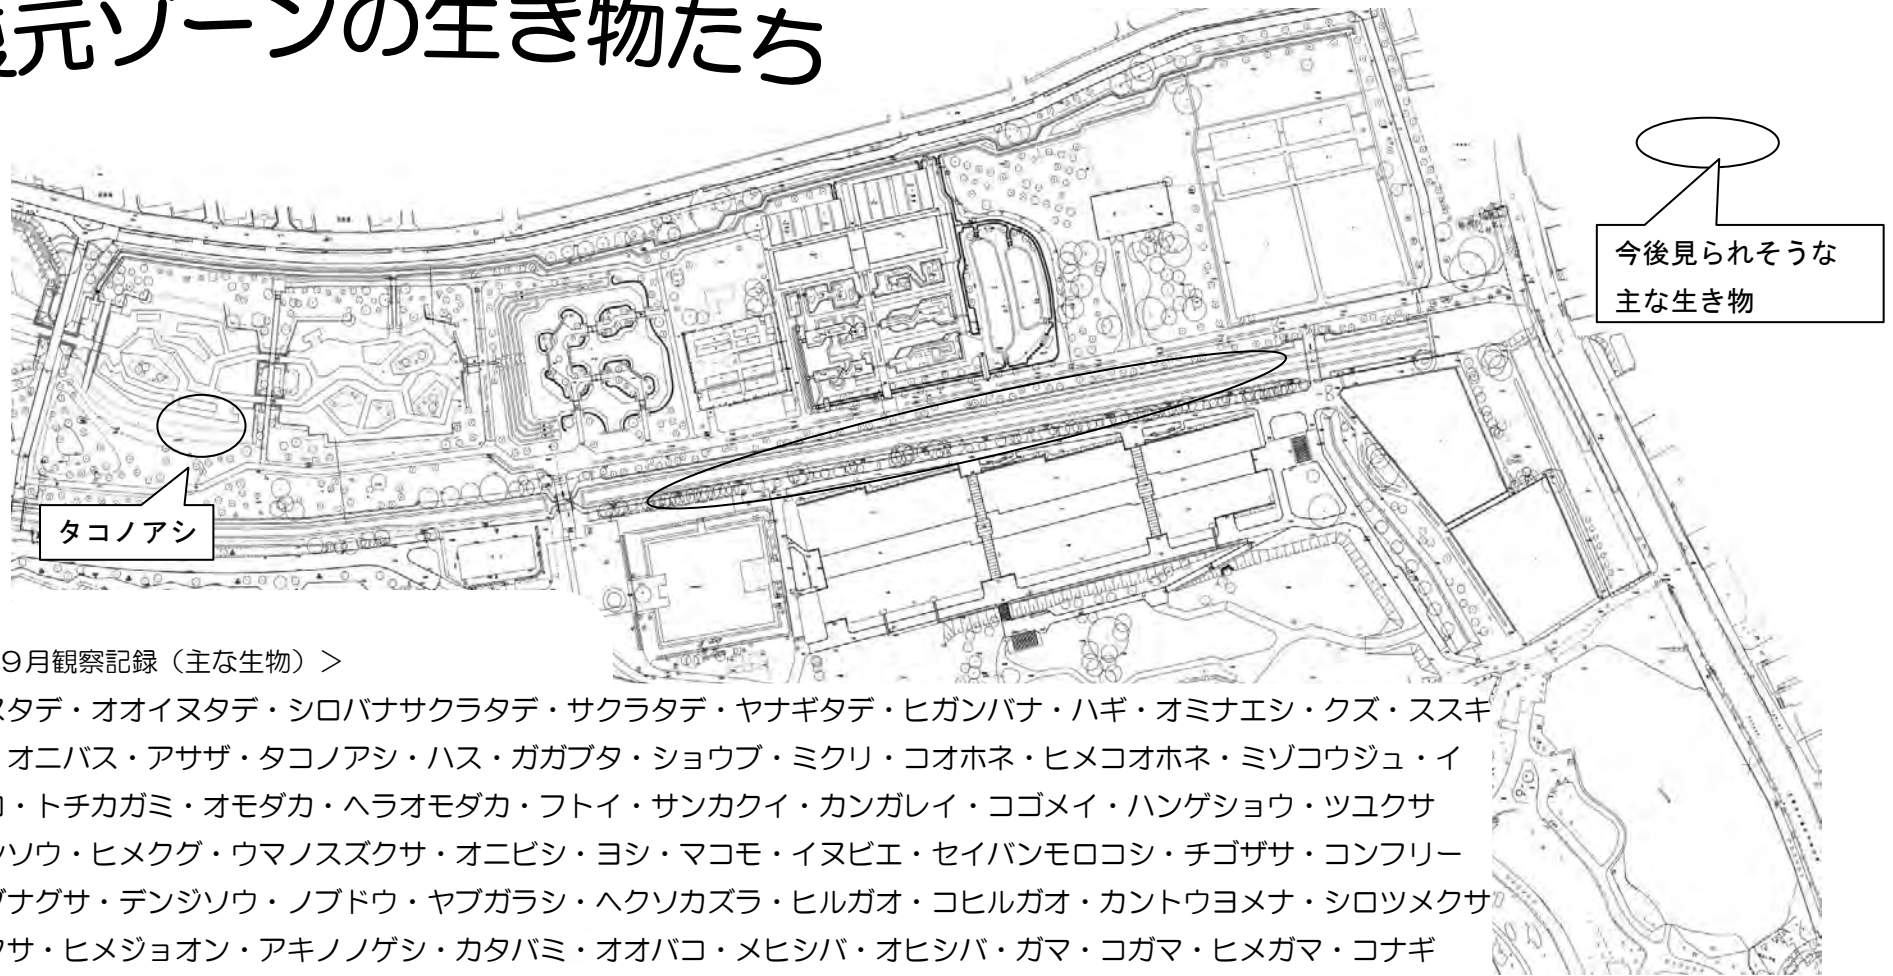 元ゾーンの生き物たち
今後見られそうな
主な生き物
タコノアシ
9月観察記録（主な生物）＞
タデ・オオイヌタデ・シロバナサクラタデ・サクラタデ・ヤナギタデ・ヒガンバナ・ハギ・オミナエシ・クズ・ススキ
・オニバス・アサザ・タコノアシ・ハス・ガガブタ・ショウブ・ミクリ・コオホネ・ヒメコオホネ・ミゾコウジュ・イ
・トチカガミ・オモダカ・ヘラオモダカ・フトイ・サンカクイ・カンガレイ・コゴメイ・ハンゲショウ・ツユクサ
ソウ・ヒメクグ・ウマノスズクサ・オニビシ・ヨシ・マコモ・イヌビエ・セイバンモロコシ・チゴザサ・コンフリー
ナグサ・デンジソウ・ノブドウ・ヤブガラシ・ヘクソカズラ・ヒルガオ・コヒルガオ・カントウヨメナ・シロツメクサ
サ・ヒメジョオン・アキノノゲシ・カタバミ・オオバコ・メヒシバ・オヒシバ・ガマ・コガマ・ヒメガマ・コナギ